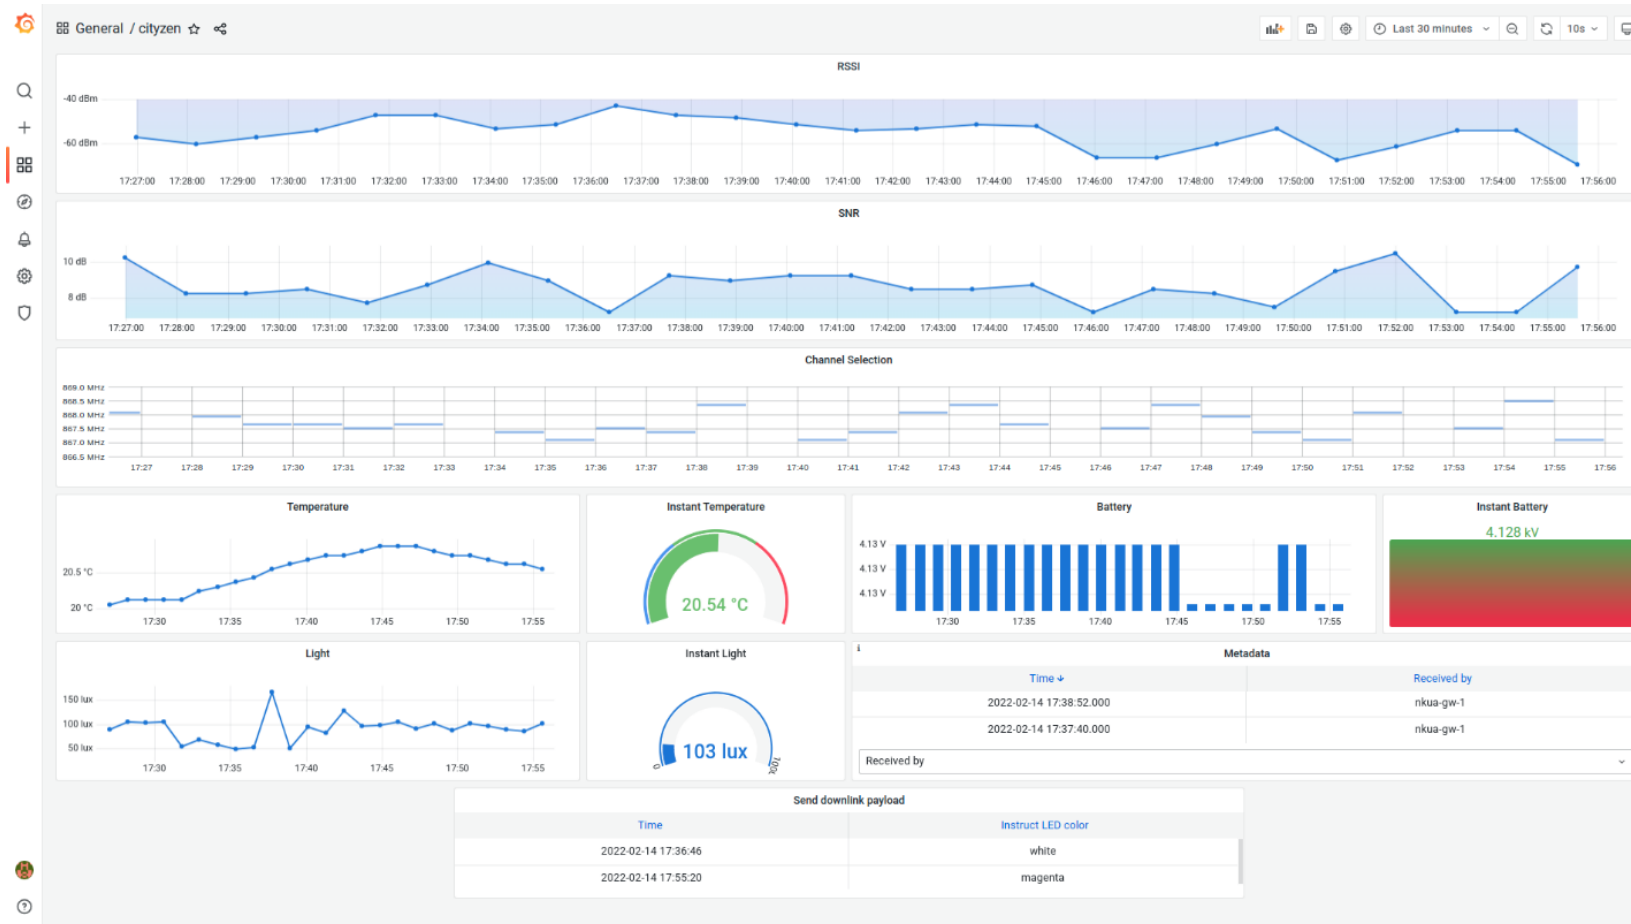 General / cityzen
Last 30 minutes
10s
RSSI
-40 dBm
-60 dBm
17:27:00 17:28:00 17:29:00 17:30:00 17:31:00 17:32:00 17:33:00 17:34:00 17:35:00 17:36:00 17:37:00 17:38:00 17:39:00 17:40:00 17:41:00 17:42:00 17:43:00 17:44:00 17:45:00 17:46:00 17:47:00 17:48:00 17:49:00 17:50:00 17:51:00 17:52:00 17:53:00 17:54:00 17:55:00 17:56:00
SNR
10 dB
8 dB
17:27:00 17:28:00 17:29:00 17:30:00 17:31:00 17:32:00 17:33:00 17:34:00 17:35:00 17:36:00 17:37:00 17:38:00 17:39:00 17:40:00 17:41:00 17:42:00 17:43:00 17:44:00 17:45:00 17:46:00 17:47:00 17:48:00 17:49:00 17:50:00 17:51:00 17:52:00 17:53:00 17:54:00 17:55:00 17:56:00
Channel Selection
869.0 MHz
868.5 MHz
868.0 MHz
867.5 MHz
867.0 MHz
866.5 MHz
17:27 17:28 17:29 17:30 17:31 17:32 17:33 17:34 17:35 17:36 17:37 17:38 17:39 17:40 17:41 17:42 17:43 17:44 17:45 17:46 17:47 17:48 17:49 17:50 17:51 17:52 17:53 17:54 17:55 17:56
Temperature
20.5 °C
20 °C
17:30 17:35 17:40 17:45 17:50 17:55
Instant Temperature
20.54 °C
Battery
4.13 V
4.13 V
4.13 V
17:30 17:35 17:40 17:45 17:50 17:55
Instant Battery
4.128 kV
Light
150 lux
100 lux
50 lux
17:30 17:35 17:40 17:45 17:50 17:55
Instant Light
103 lux
0
i
Metadata
Time Received by
2022-02-14 17:38:52.000 nkua-gw-1
2022-02-14 17:37:40.000 nkua-gw-1
Received by
Send downlink payload
Time Instruct LED color
2022-02-14 17:36:46 white
2022-02-14 17:55:20 magenta